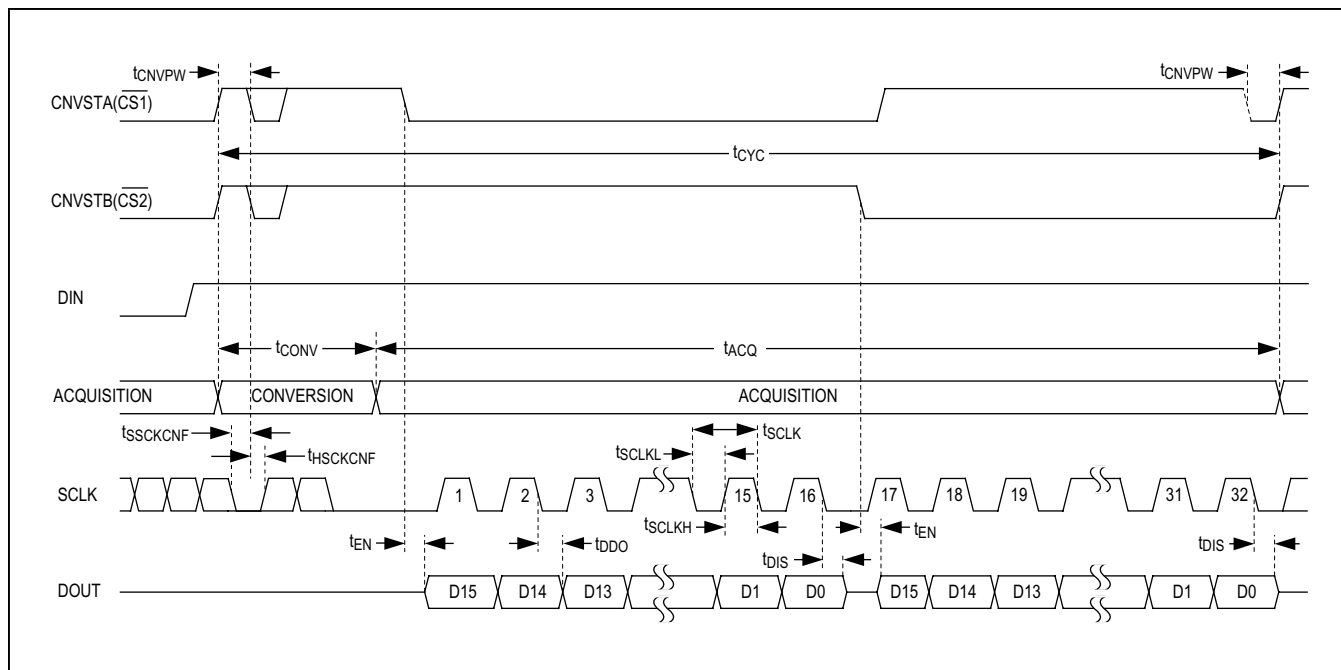 tCNVPW tCNVPW
CNVSTA(CS1)
tCYC
CNVSTB(CS2)
DIN
tCONV tACQ
ACQUISITION CONVERSION ACQUISITION
tSSCKCNF tHSCKCNF tSCLKL tSCLK
SCLK 1 2 3 15 16 17 18 19 31 32
tEN tDDO tSCLKH tDIS tEN tDIS
DOUT D15 D14 D13 D1 D0 D15 D14 D13 D1 D0